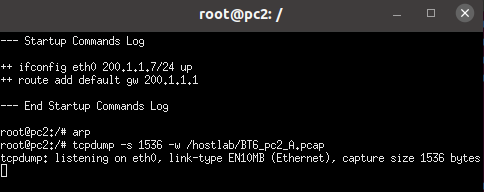 root@pc2: /
--- Startup Commands Log
++ ifconfig eth0 200.1.1.7/24 up
++ route add default gw 200.1.1.1
--- End Startup Commands Log
root@pc2:/# arp
root@pc2:/# tcpdump -s 1536 -w /hostlab/BT6_pc2_A.pcap
tcpdump: listening on eth0, link-type EN10MB (Ethernet), capture size 1536 bytes